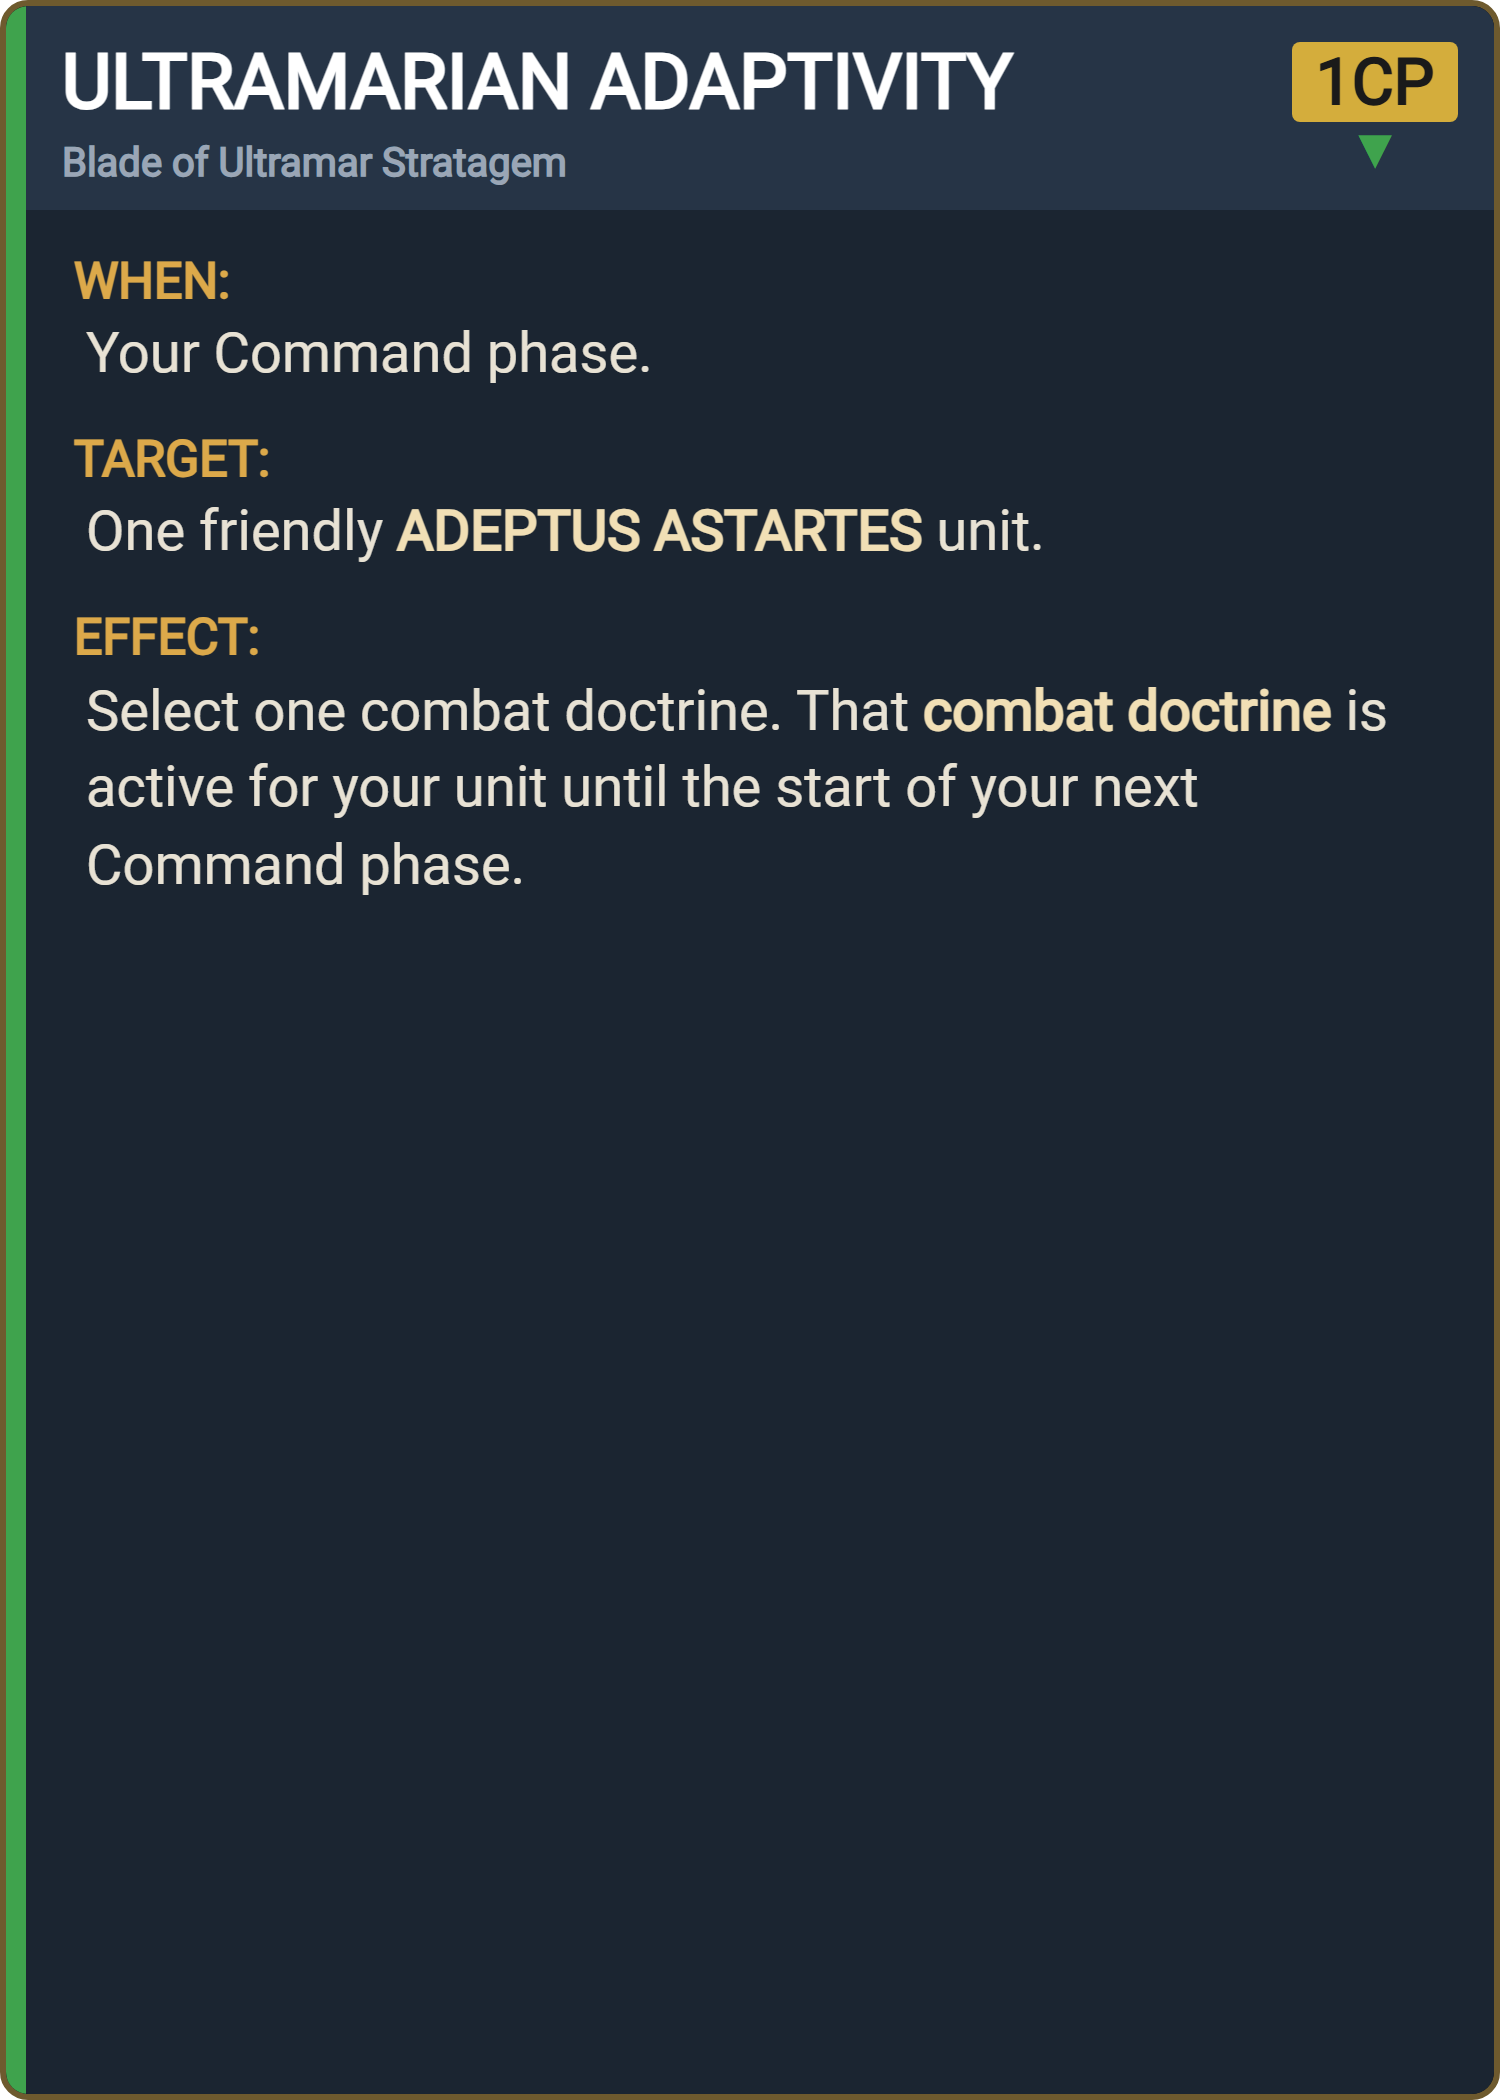 ULTRAMARIAN ADAPTIVITY
1CP
Blade of Ultramar Stratagem
WHEN:
Your Command phase.
TARGET:
One friendly ADEPTUS ASTARTES unit.
EFFECT:
Select one combat doctrine. That combat doctrine is
active for your unit until the start of your next
Command phase.